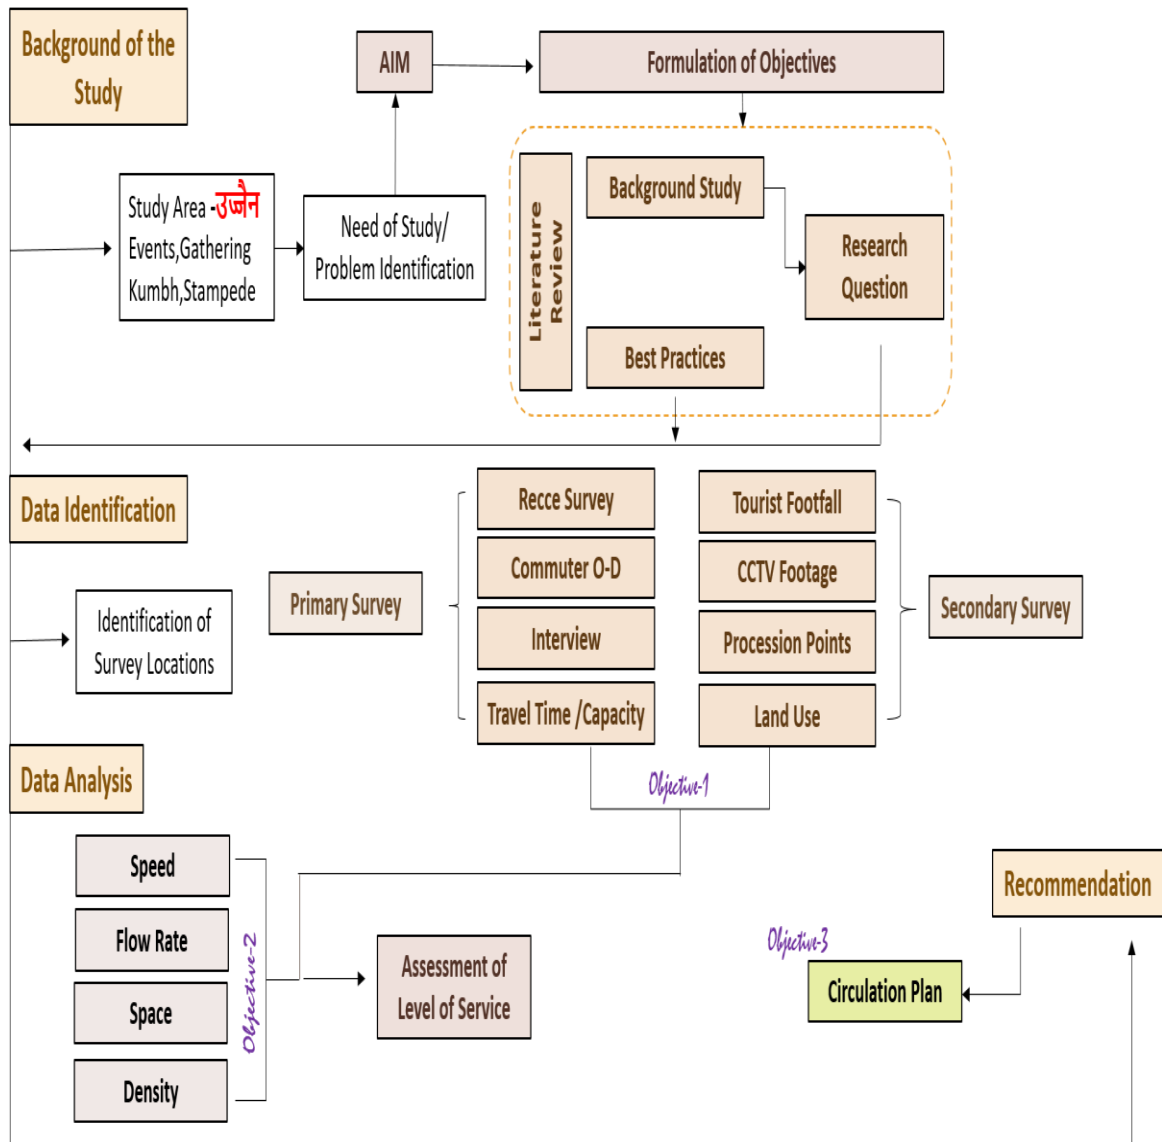 Background of the
Study
AIM
Formulation of Objectives
Study Area -उज्जैन
Events,Gathering
Kumbh,Stampede
Need of Study/
Problem Identification
Literature
Review
Background Study
Research
Question
Best Practices
Data Identification
Identification of
Survey Locations
Primary Survey
Recce Survey
Commuter O-D
Interview
Travel Time /Capacity
Tourist Footfall
CCTV Footage
Procession Points
Land Use
Secondary Survey
Objective-1
Data Analysis
Speed
Flow Rate
Space
Density
Objective-2
Assessment of
Level of Service
Recommendation
Objective-3
Circulation Plan